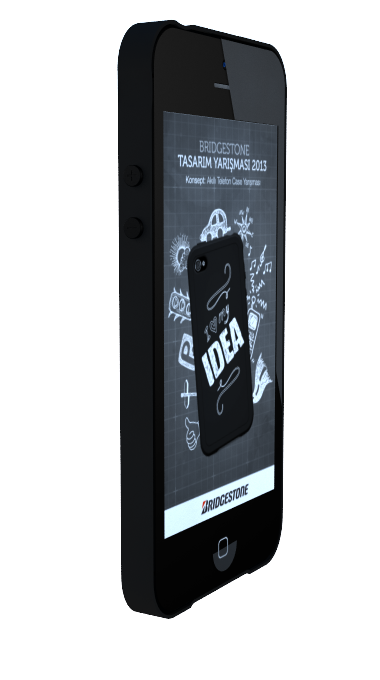 BRIDGESTONE
TASARIM YARIŞMASI 2013
Konsept: Akıllı Telefon Case Yarışması
I my
IDEA
BRIDGESTONE